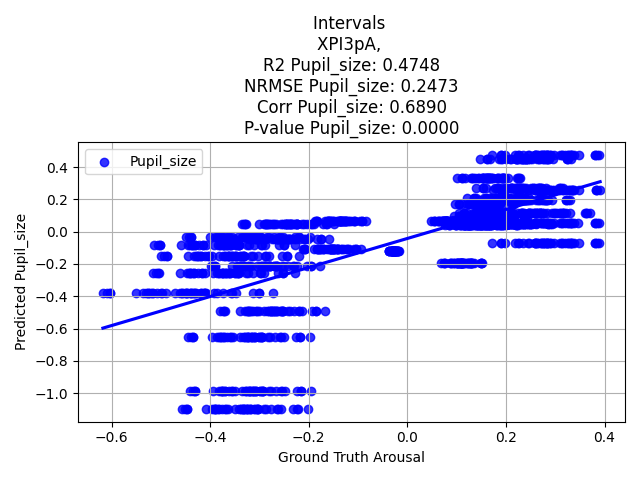 Intervals
XPI3pA,
R2 Pupil_size: 0.4748
NRMSE Pupil_size: 0.2473
Corr Pupil_size: 0.6890
P-value Pupil_size: 0.0000
Pupil_size
Predicted Pupil_size
0.4
0.2
0.0
−0.2
−0.4
−0.6
−0.8
−1.0
−0.6
−0.4
−0.2
0.0
0.2
0.4
Ground Truth Arousal